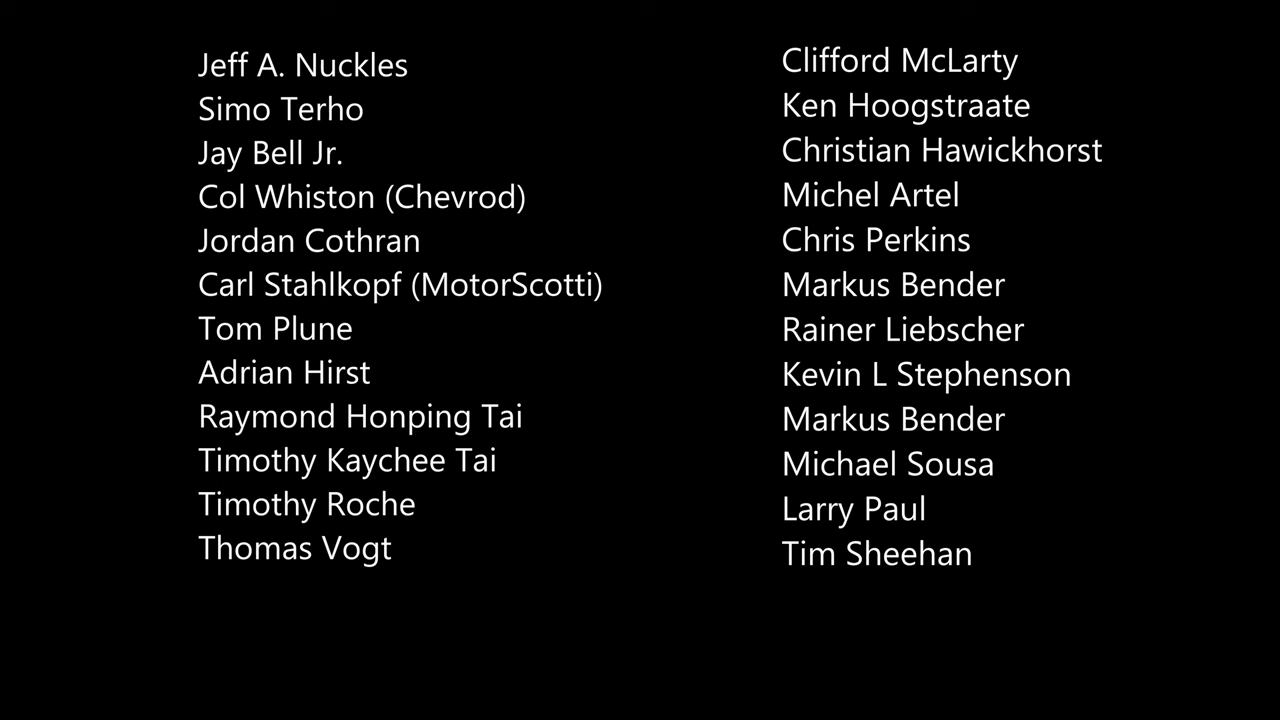 Jeff A. Nuckles
Simo Terho
Jay Bell Jr.
Col Whiston (Chevrod)
Jordan Cothran
Carl Stahlkopf (MotorScotti)
Tom Plune
Adrian Hirst
Raymond Honping Tai
Timothy Kaychee Tai
Timothy Roche
Thomas Vogt
Clifford McLarty
Ken Hoogstraate
Christian Hawickhorst
Michel Artel
Chris Perkins
Markus Bender
Rainer Liebscher
Kevin L Stephenson
Markus Bender
Michael Sousa
Larry Paul
Tim Sheehan